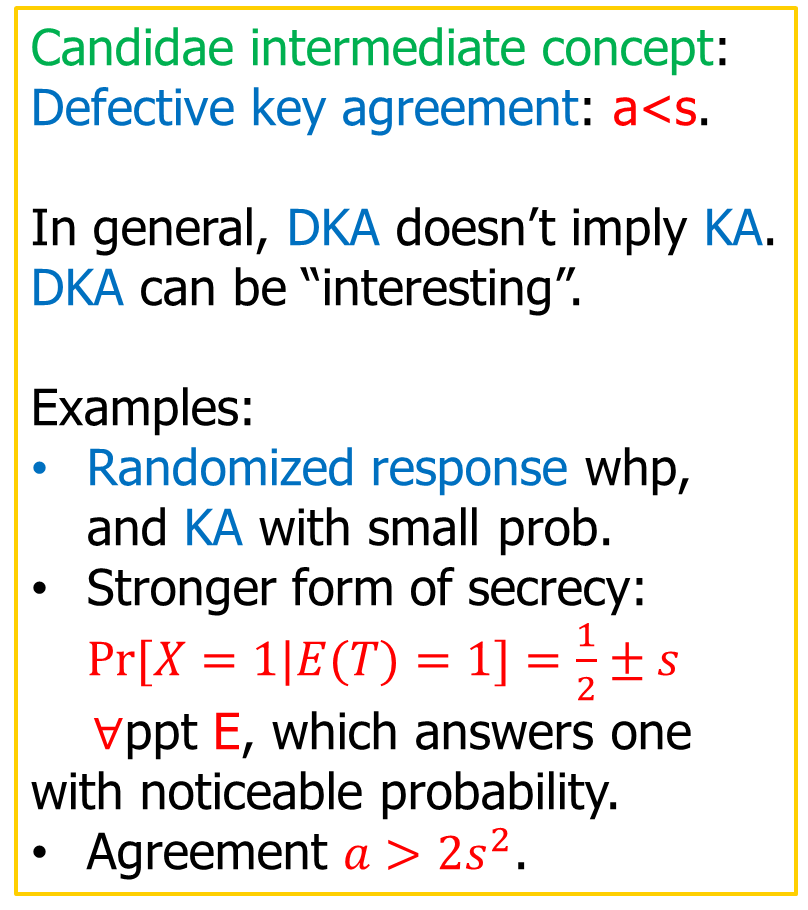 Candidae intermediate concept:
Defective key agreement: a<s.
In general, DKA doesn’t imply KA.
DKA can be “interesting”.
Examples:
• Randomized response whp,
and KA with small prob.
• Stronger form of secrecy:
Pr[X = 1|E(T) = 1] = 1/2 ± s
∀ppt E, which answers one
with noticeable probability.
• Agreement a > 2s².